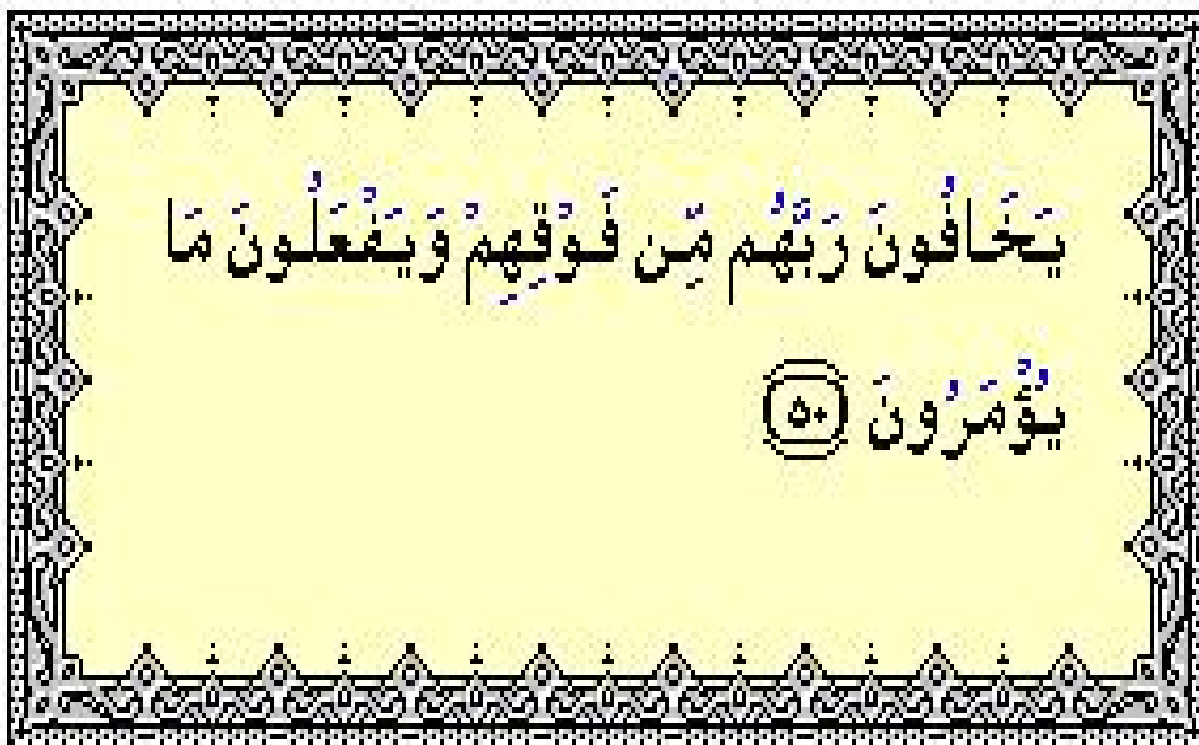 يَخَافُونَ رَبَّهُم مِّن فَوْقِهِمْ وَيَفْعَلُونَ مَا
يُؤْمَرُونَ ﴿٥٠﴾